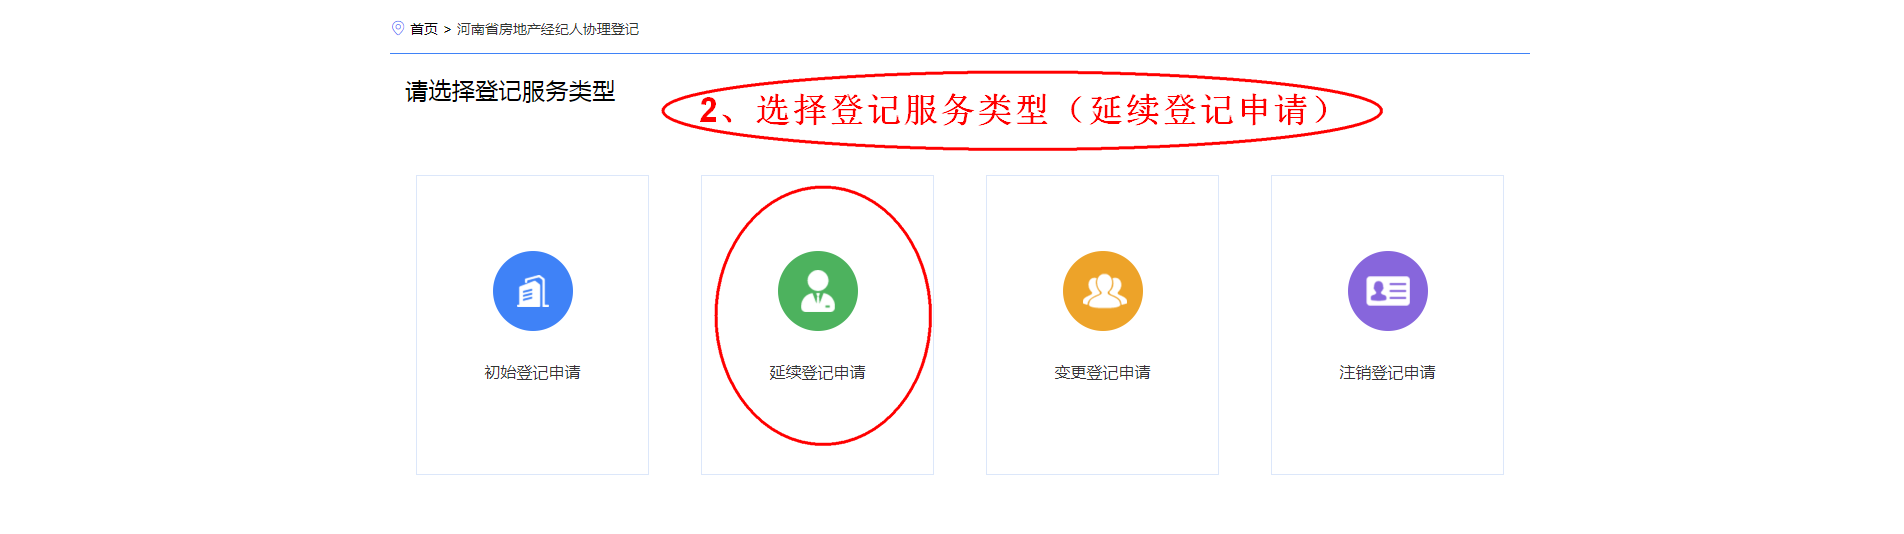 首页 > 河南省房地产经纪人协理登记
请选择登记服务类型
2、选择登记服务类型（延续登记申请）
初始登记申请
延续登记申请
变更登记申请
注销登记申请